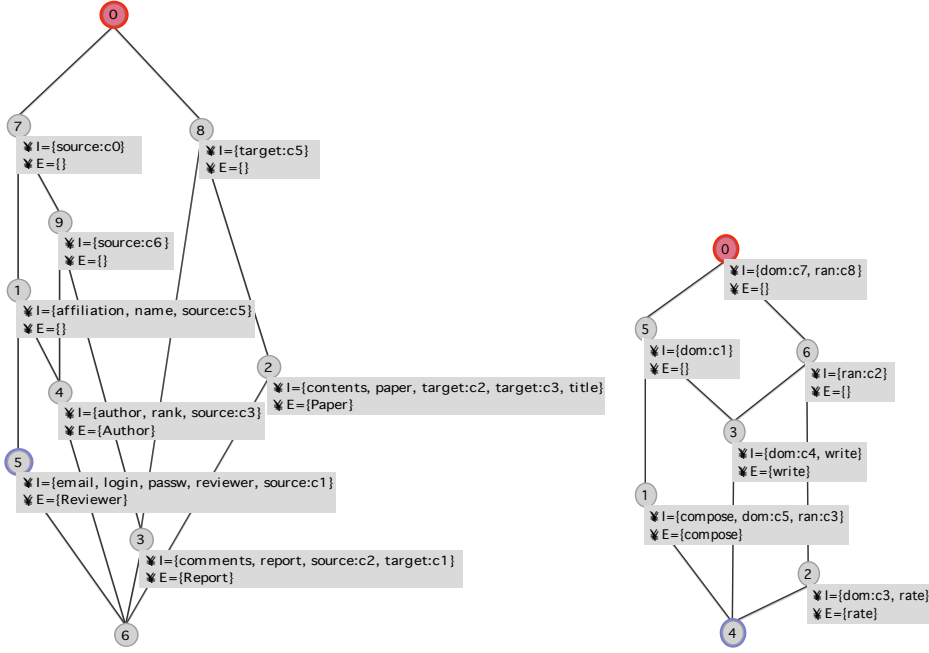 0
7
8
¥ I={source:c0}
¥ E={}
¥ I={target:c5}
¥ E={}
9
¥ I={source:c6}
¥ E={}
1
¥ I={affiliation, name, source:c5}
¥ E={}
2
¥ I={contents, paper, target:c2, target:c3, title}
¥ E={Paper}
4
¥ I={author, rank, source:c3}
¥ E={Author}
5
¥ I={email, login, passw, reviewer, source:c1}
¥ E={Reviewer}
3
¥ I={comments, report, source:c2, target:c1}
¥ E={Report}
6
0
¥ I={dom:c7, ran:c8}
¥ E={}
5
¥ I={dom:c1}
¥ E={}
6
¥ I={ran:c2}
¥ E={}
3
¥ I={dom:c4, write}
¥ E={write}
1
¥ I={compose, dom:c5, ran:c3}
¥ E={compose}
2
¥ I={dom:c3, rate}
¥ E={rate}
4